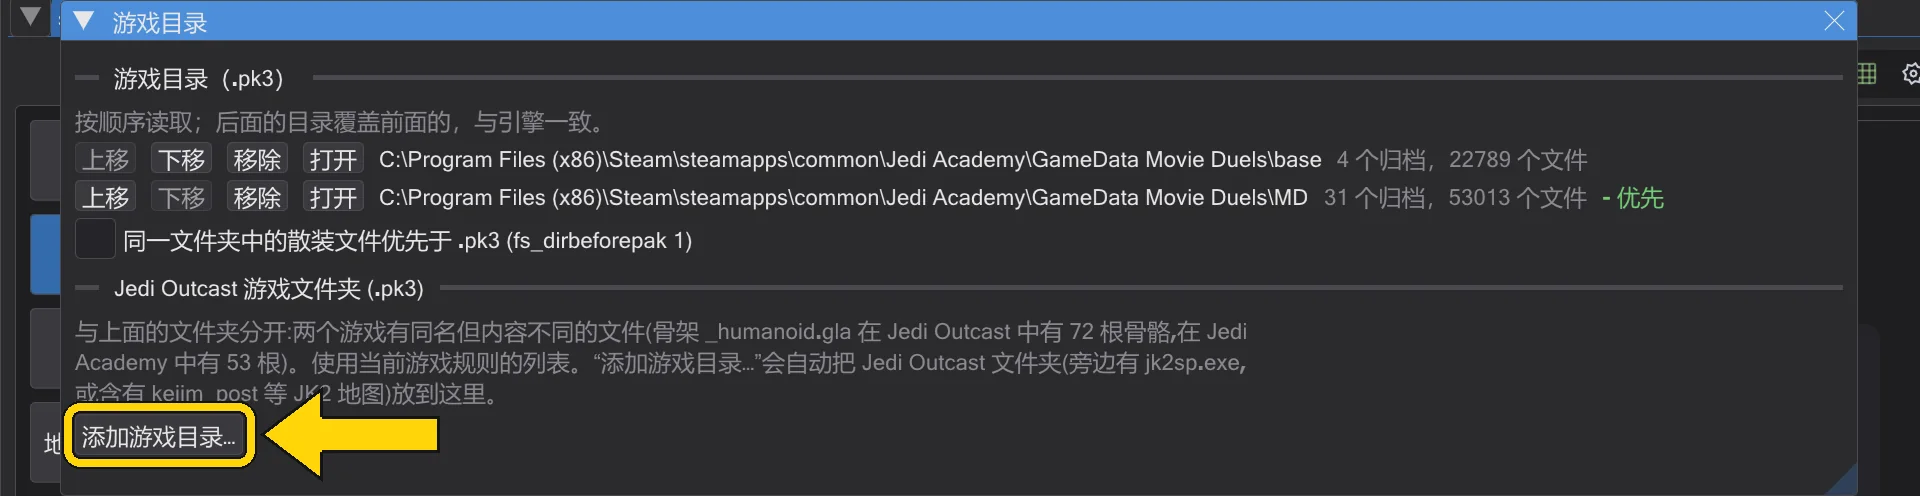 游戏目录
游戏目录（.pk3）
按顺序读取；后面的目录覆盖前面的，与引擎一致。
上移 下移 移除 打开 C:\Program Files (x86)\Steam\steamapps\common\Jedi Academy\GameData Movie Duels\base 4 个归档，22789 个文件
上移 下移 移除 打开 C:\Program Files (x86)\Steam\steamapps\common\Jedi Academy\GameData Movie Duels\MD 31 个归档，53013 个文件 - 优先
同一文件夹中的散装文件优先于 .pk3 (fs_dirbeforepak 1)
Jedi Outcast 游戏文件夹 (.pk3)
与上面的文件夹分开:两个游戏有同名但内容不同的文件(骨架 _humanoid.gla 在 Jedi Outcast 中有 72 根骨骼,在 Jedi
Academy 中有 53 根)。使用当前游戏规则的列表。“添加游戏目录...”会自动把 Jedi Outcast 文件夹(旁边有 jk2sp.exe,
或含有 kejim_post 等 JK2 地图)放到这里。
地
添加游戏目录...